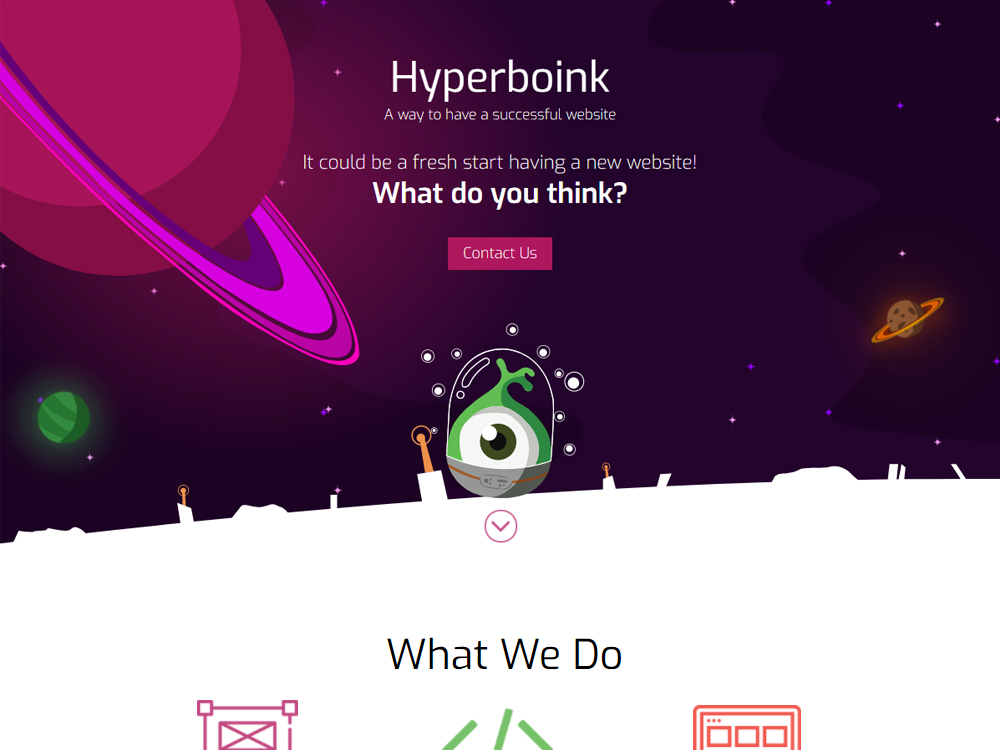 Hyperboink
A way to have a successful website
It could be a fresh start having a new website!
What do you think?
Contact Us
What We Do